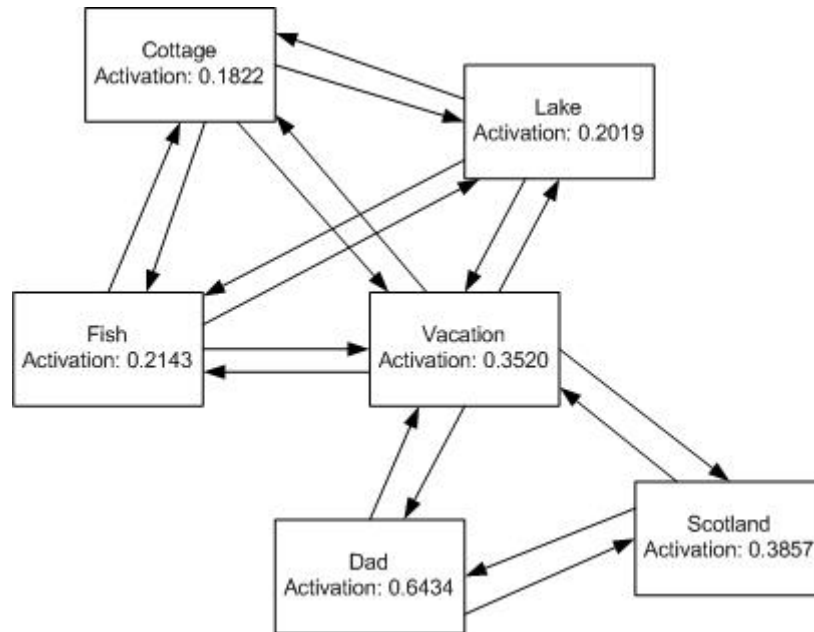 Cottage
Activation: 0.1822
Lake
Activation: 0.2019
Fish
Activation: 0.2143
Vacation
Activation: 0.3520
Dad
Activation: 0.6434
Scotland
Activation: 0.3857